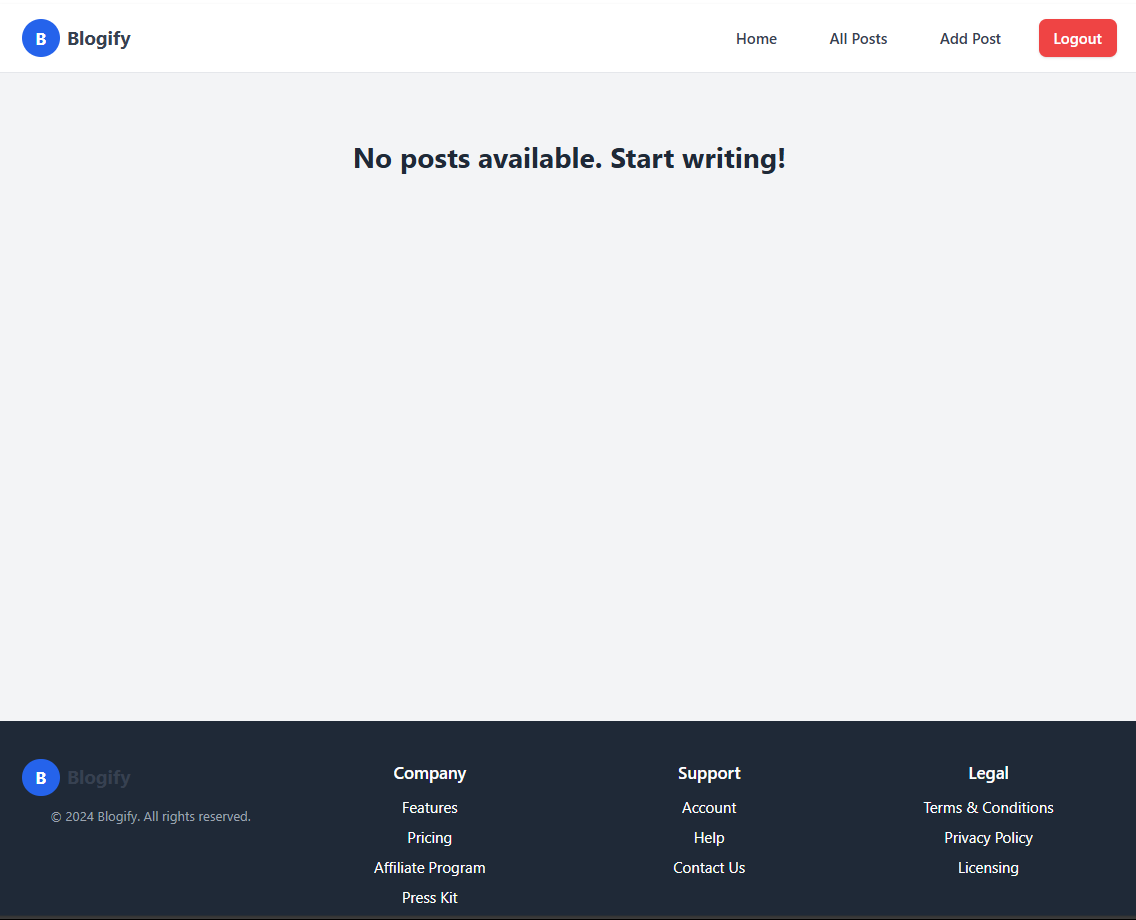 B Blogify
Home All Posts Add Post Logout
No posts available. Start writing!
B Blogify
© 2024 Blogify. All rights reserved.
Company
Features
Pricing
Affiliate Program
Press Kit
Support
Account
Help
Contact Us
Legal
Terms & Conditions
Privacy Policy
Licensing